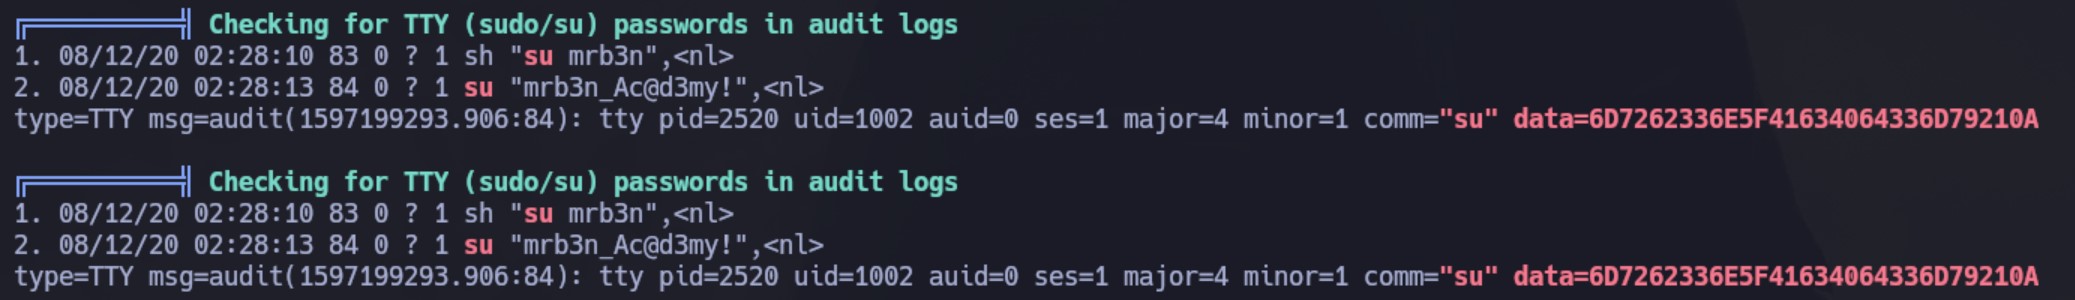 ╔══════════╣ Checking for TTY (sudo/su) passwords in audit logs
1. 08/12/20 02:28:10 83 0 ? 1 sh "su mrb3n",<nl>
2. 08/12/20 02:28:13 84 0 ? 1 su "mrb3n_Ac@d3my!",<nl>
type=TTY msg=audit(1597199293.906:84): tty pid=2520 uid=1002 auid=0 ses=1 major=4 minor=1 comm="su" data=6D7262336E5F41634064336D79210A
╔══════════╣ Checking for TTY (sudo/su) passwords in audit logs
1. 08/12/20 02:28:10 83 0 ? 1 sh "su mrb3n",<nl>
2. 08/12/20 02:28:13 84 0 ? 1 su "mrb3n_Ac@d3my!",<nl>
type=TTY msg=audit(1597199293.906:84): tty pid=2520 uid=1002 auid=0 ses=1 major=4 minor=1 comm="su" data=6D7262336E5F41634064336D79210A